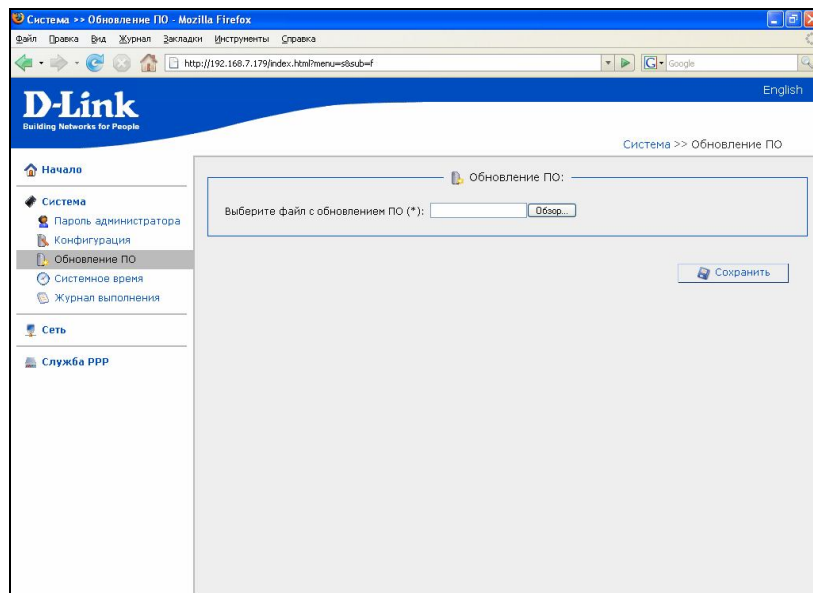 Система >> Обновление ПО - Mozilla Firefox
Файл Правка Вид Журнал Закладки Инструменты Справка
http://192.168.7.179/index.html?menu=s&sub=f
Google
English
D-Link
Building Networks for People
Система >> Обновление ПО
Начало
Система
Пароль администратора
Конфигурация
Обновление ПО
Системное время
Журнал выполнения
Сеть
Служба PPP
Обновление ПО:
Выберите файл с обновлением ПО (*):
Обзор...
Сохранить